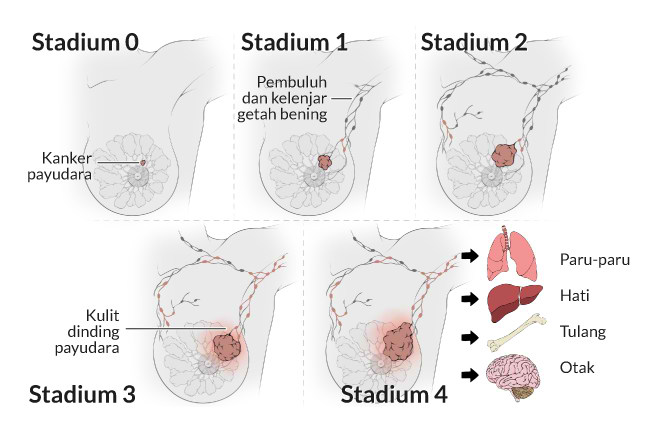 Stadium 0
Stadium 1
Stadium 2
Kanker
payudara
Pembuluh
dan kelenjar
getah bening
Kulit
dinding
payudara
Stadium 3
Stadium 4
Paru-paru
Hati
Tulang
Otak